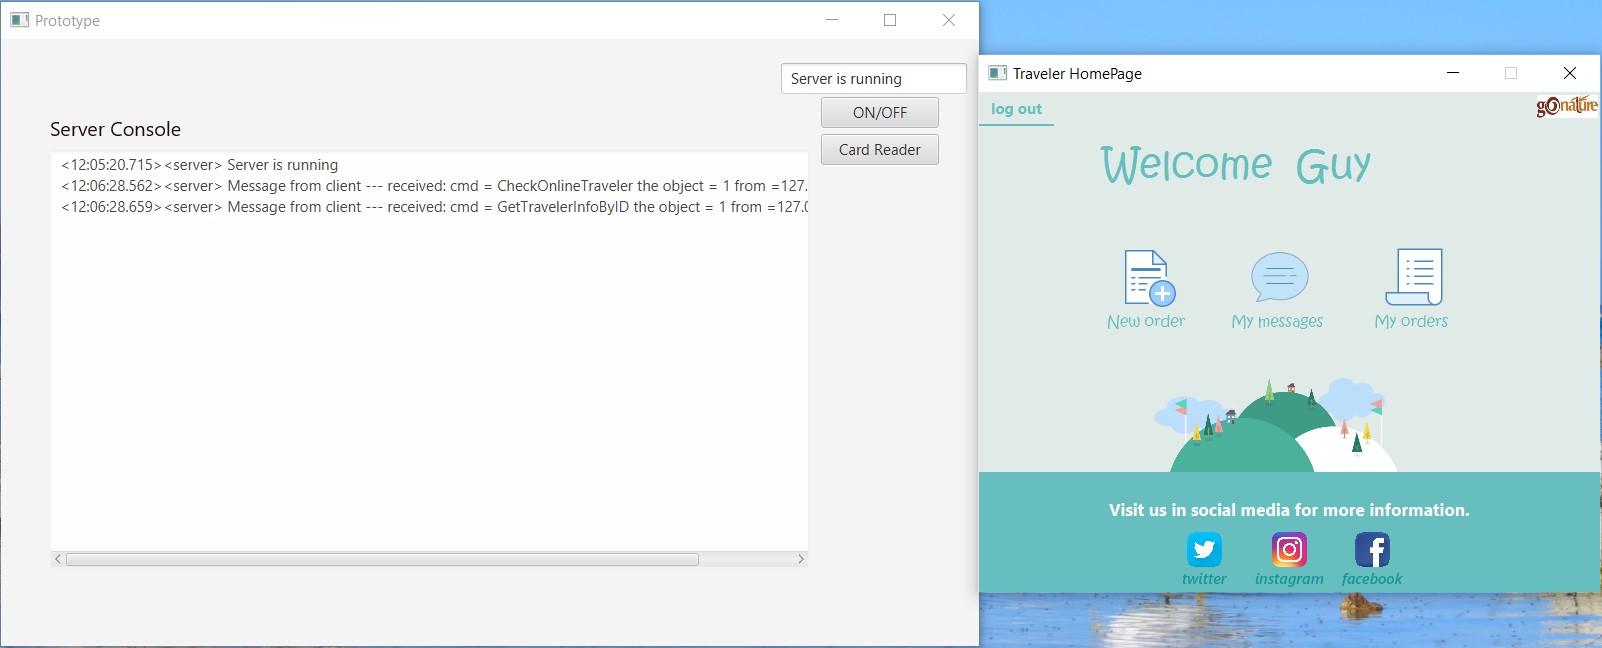 Prototype
Server is running
ON/OFF
Card Reader
Server Console
<12:05:20.715><server> Server is running
<12:06:28.562><server> Message from client --- received: cmd = CheckOnlineTraveler the object = 1 from =127.
<12:06:28.659><server> Message from client --- received: cmd = GetTravelerInfoByID the object = 1 from =127.0
Traveler HomePage
log out
gOnature
Welcome Guy
New order
My messages
My orders
Visit us in social media for more information.
twitter
instagram
facebook